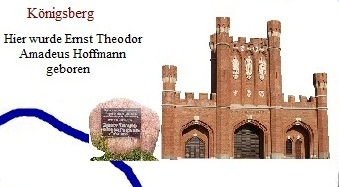 Königsberg
Hier wurde Ernst Theodor
Amadeus Hoffmann
geboren